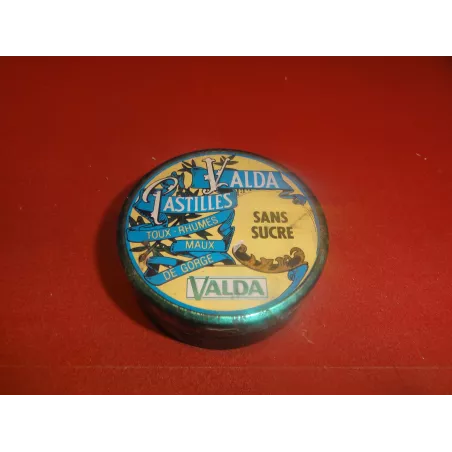 VALDA
PASTILLES
TOUX-RHUMES
MAUX
DE GORGE
SANS
SUCRE
VALDA